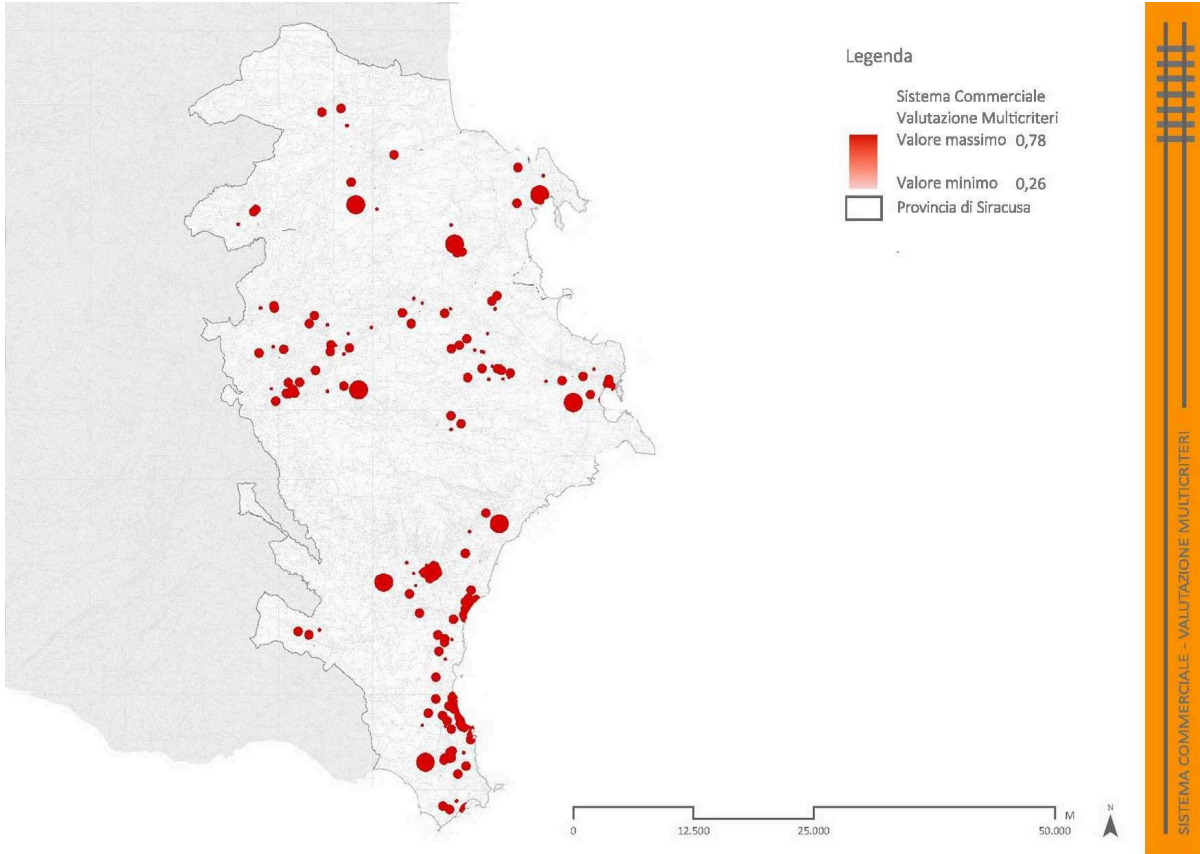 Legenda
Sistema Commerciale
Valutazione Multicriteri
Valore massimo 0,78
Valore minimo 0,26
Provincia di Siracusa
M
0 12.500 25.000 50.000
N
SISTEMA COMMERCIALE - VALUTAZIONE MULTICRITERI